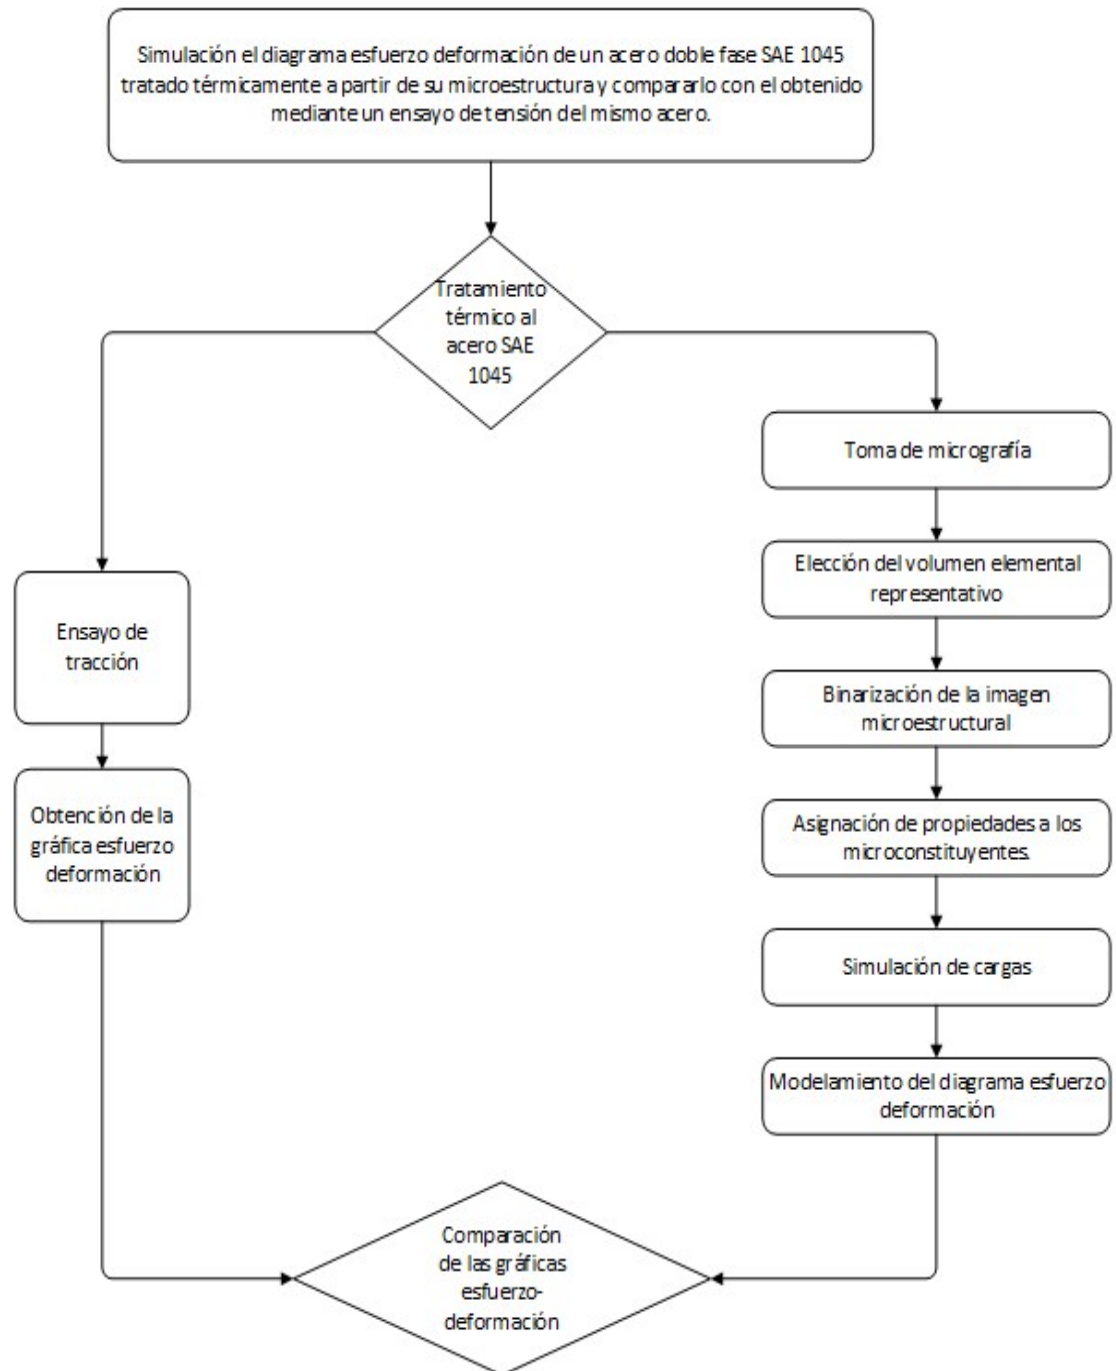 Simulación el diagrama esfuerzo deformación de un acero doble fase SAE 1045
tratado térmicamente a partir de su microestructura y compararlo con el obtenido
mediante un ensayo de tensión del mismo acero.
Tratamiento
térmico al
acero SAE
1045
Ensayo de
tracción
Obtención de la
gráfica esfuerzo
deformación
Toma de micrografía
Elección del volumen elemental
representativo
Binarización de la imagen
microestructural
Asignación de propiedades a los
microconstituyentes.
Simulación de cargas
Modelamiento del diagrama esfuerzo
deformación
Comparación
de las gráficas
esfuerzo-
deformación